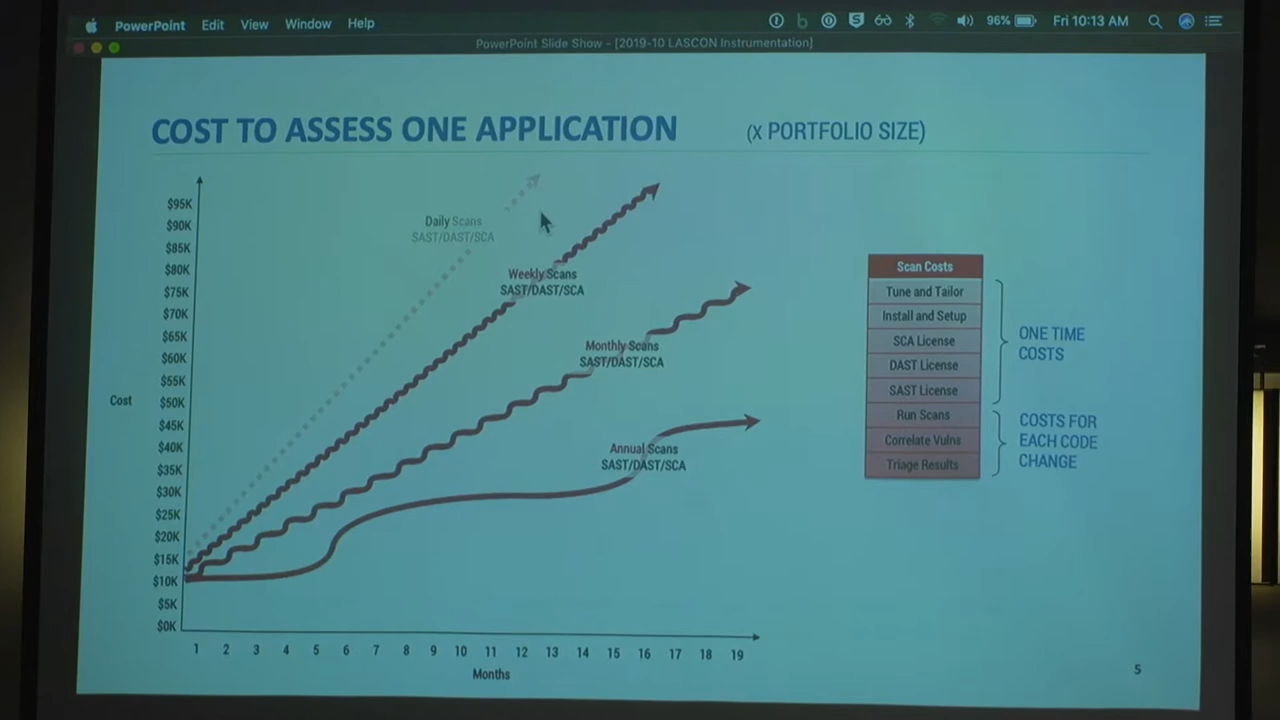 PowerPoint Edit View Window Help
96% Fri 10:13 AM
PowerPoint Slide Show - [2019-10 LASCON Instrumentation]
COST TO ASSESS ONE APPLICATION (X PORTFOLIO SIZE)
$95K
$90K
$85K
$80K
$75K
$70K
$65K
$60K
$55K
$50K
$45K
$40K
$35K
$30K
$25K
$20K
$15K
$10K
$5K
$0K
Cost
Daily Scans
SAST/DAST/SCA
Weekly Scans
SAST/DAST/SCA
Monthly Scans
SAST/DAST/SCA
Annual Scans
SAST/DAST/SCA
1 2 3 4 5 6 7 8 9 10 11 12 13 14 15 16 17 18 19
Months
Scan Costs
Tune and Tailor
Install and Setup
SCA License
DAST License
SAST License
Run Scans
Correlate Vulns
Triage Results
ONE TIME
COSTS
COSTS FOR
EACH CODE
CHANGE
5